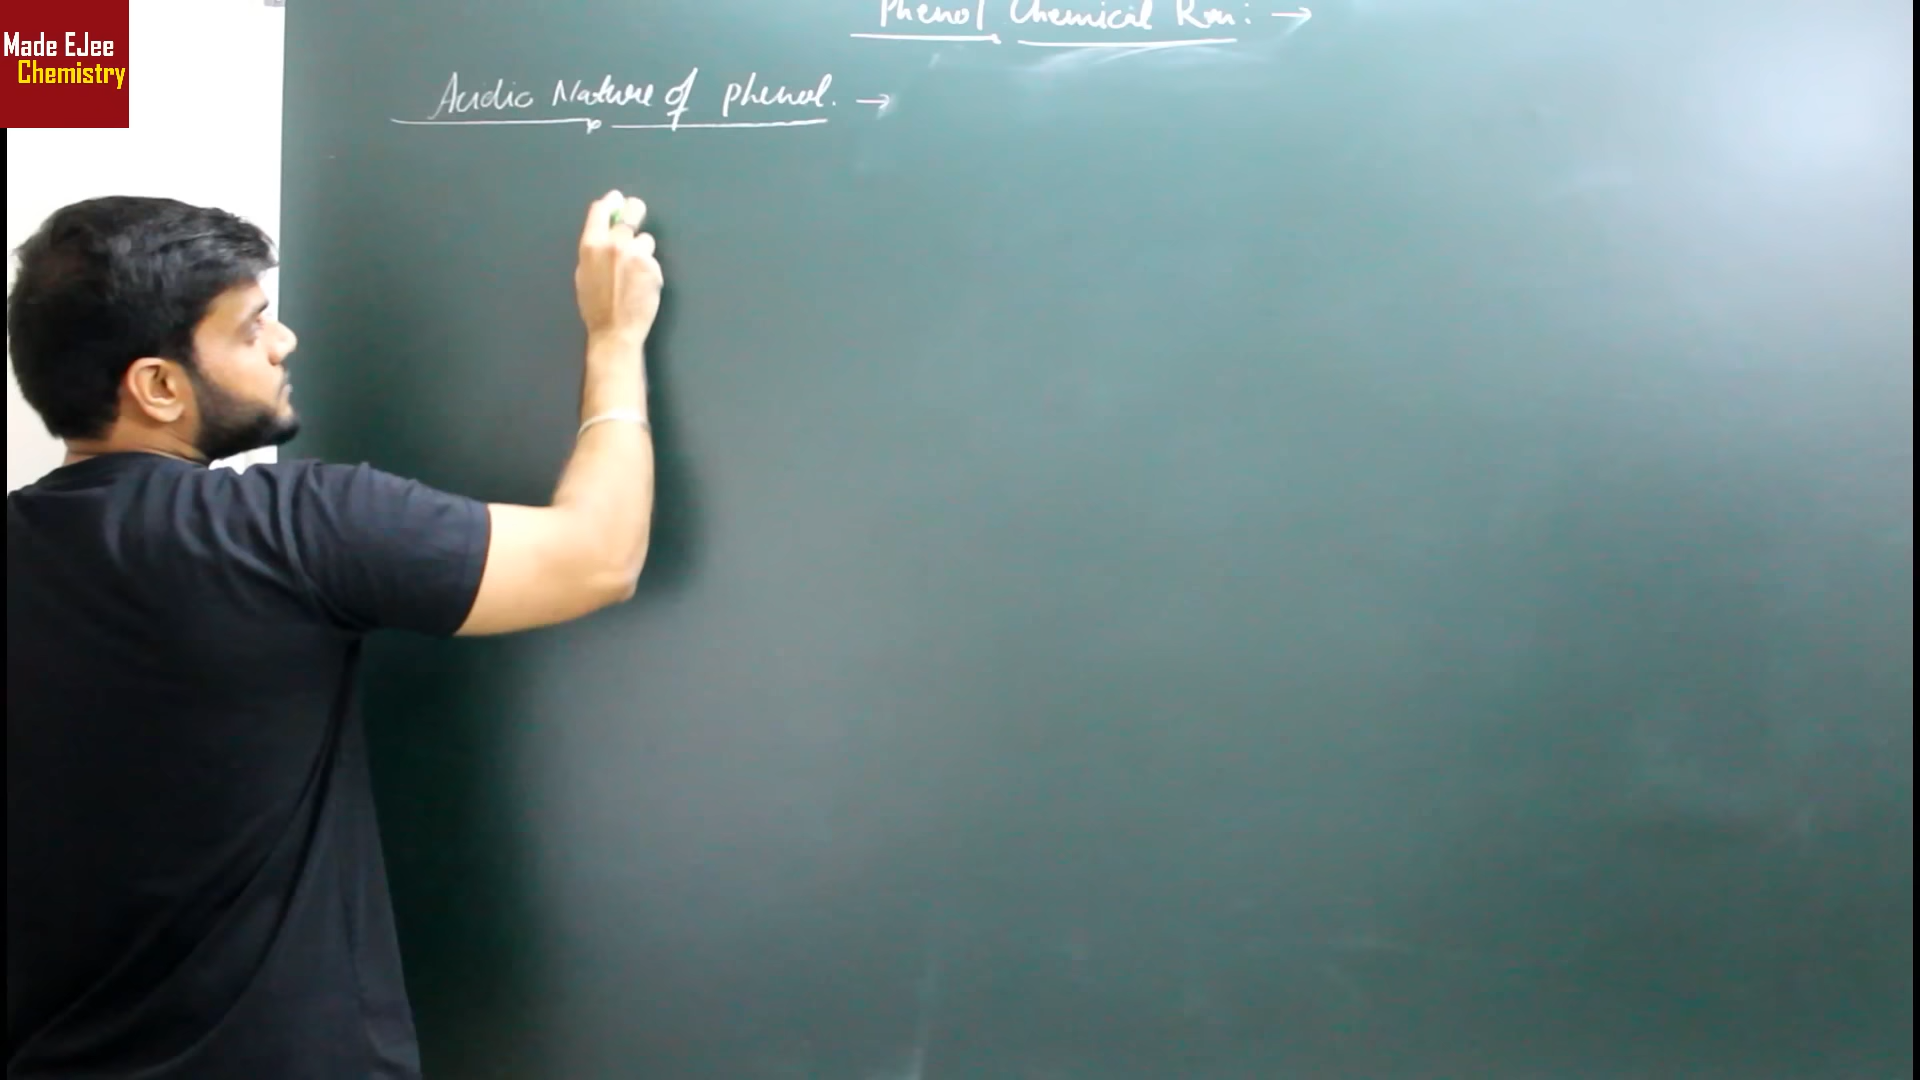 Made EJee
Chemistry
Phenol Chemical Rxn: →
Acidic Nature of phenol. →